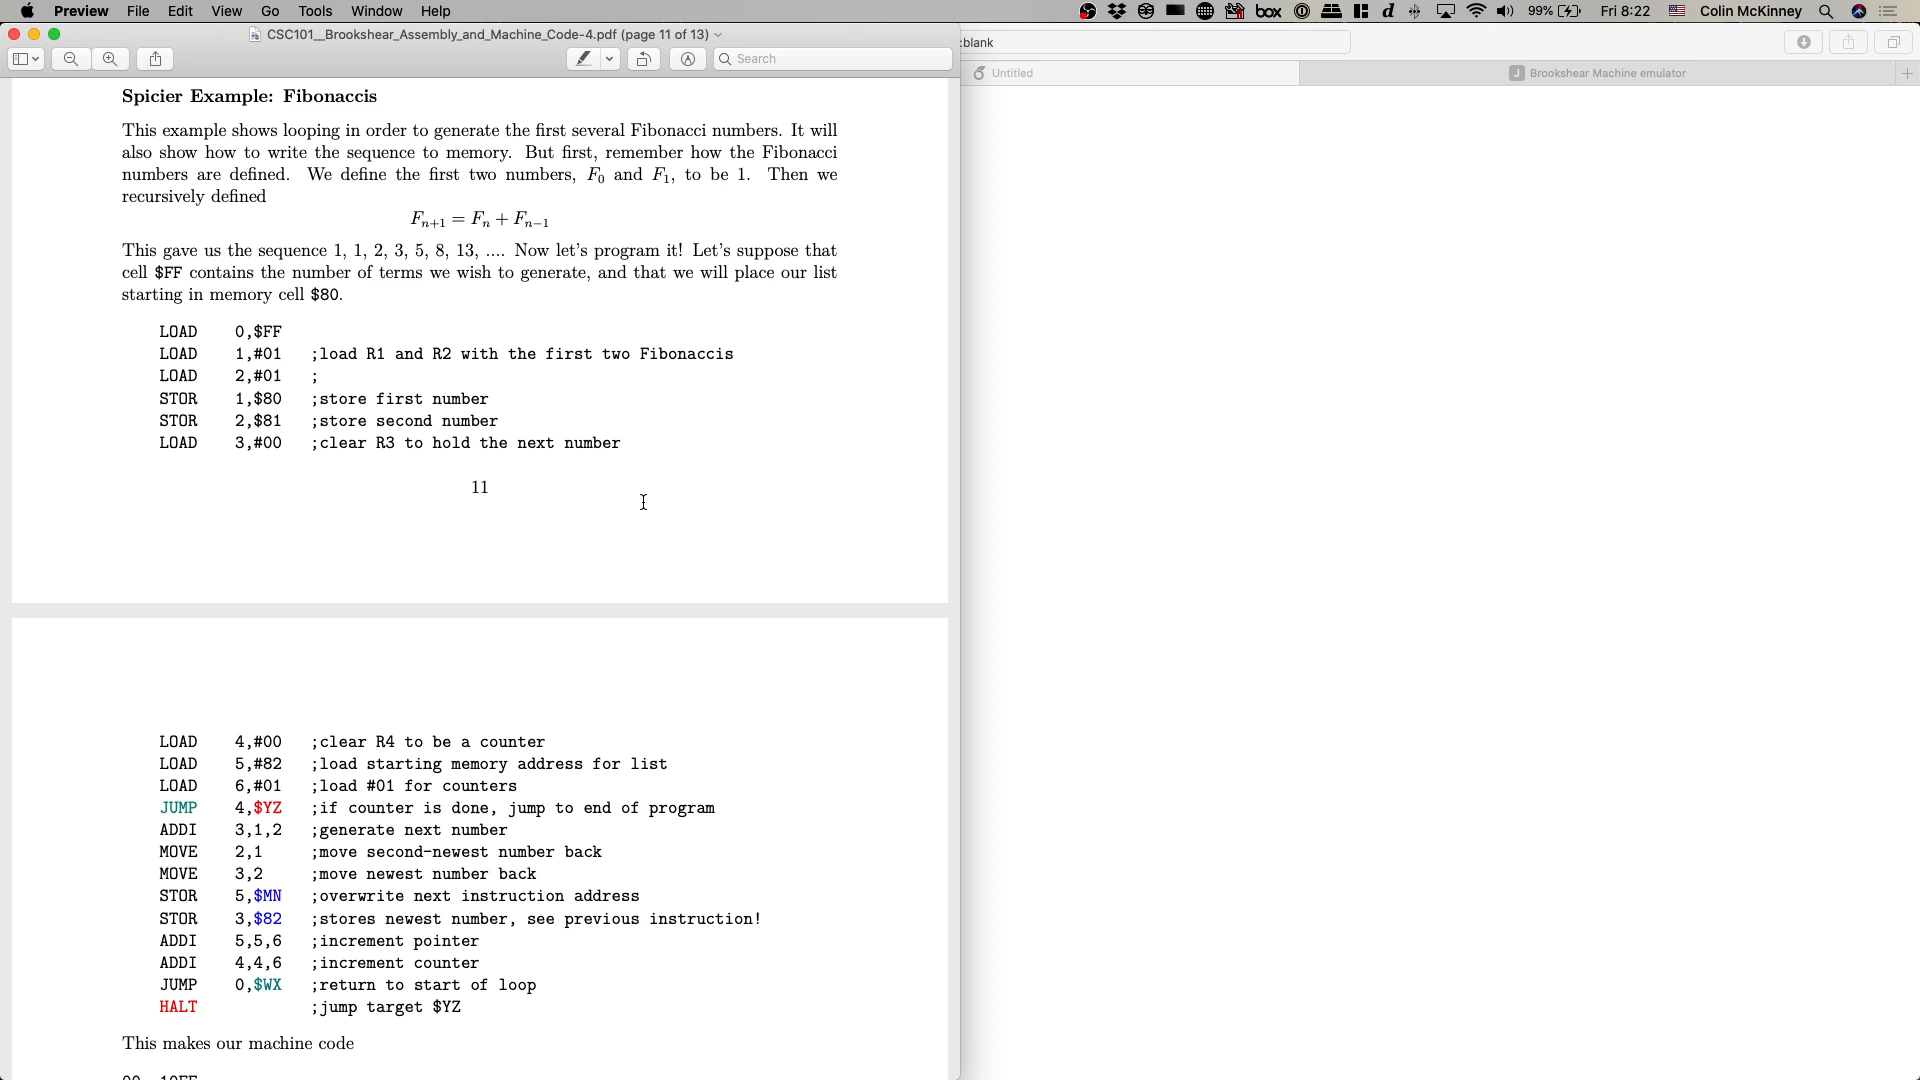 Preview File Edit View Go Tools Window Help
box d 99% Fri 8:22 Colin McKinney
CSC101__Brookshear_Assembly_and_Machine_Code-4.pdf (page 11 of 13)
:blank
Search
Untitled
Brookshear Machine emulator
Spicier Example: Fibonaccis
This example shows looping in order to generate the first several Fibonacci numbers. It will
also show how to write the sequence to memory. But first, remember how the Fibonacci
numbers are defined. We define the first two numbers, F₀ and F₁, to be 1. Then we
recursively defined
Fₙ₊₁ = Fₙ + Fₙ₋₁
This gave us the sequence 1, 1, 2, 3, 5, 8, 13, .... Now let's program it! Let's suppose that
cell $FF contains the number of terms we wish to generate, and that we will place our list
starting in memory cell $80.
LOAD 0,$FF
LOAD 1,#01 ;load R1 and R2 with the first two Fibonaccis
LOAD 2,#01 ;
STOR 1,$80 ;store first number
STOR 2,$81 ;store second number
LOAD 3,#00 ;clear R3 to hold the next number
11
LOAD 4,#00 ;clear R4 to be a counter
LOAD 5,#82 ;load starting memory address for list
LOAD 6,#01 ;load #01 for counters
JUMP 4,$YZ ;if counter is done, jump to end of program
ADDI 3,1,2 ;generate next number
MOVE 2,1 ;move second-newest number back
MOVE 3,2 ;move newest number back
STOR 5,$MN ;overwrite next instruction address
STOR 3,$82 ;stores newest number, see previous instruction!
ADDI 5,5,6 ;increment pointer
ADDI 4,4,6 ;increment counter
JUMP 0,$WX ;return to start of loop
HALT ;jump target $YZ
This makes our machine code